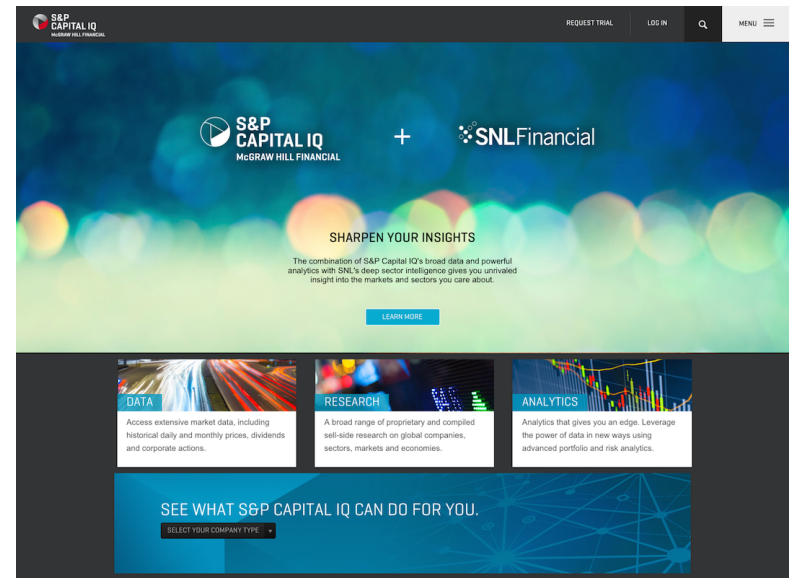 S&P
CAPITAL IQ
McGRAW HILL FINANCIAL
REQUEST TRIAL
LOG IN
MENU
S&P
CAPITAL IQ
McGRAW HILL FINANCIAL
+
SNLFinancial
SHARPEN YOUR INSIGHTS
The combination of S&P Capital IQ's broad data and powerful
analytics with SNL's deep sector intelligence gives you unrivaled
insight into the markets and sectors you care about.
LEARN MORE
DATA
Access extensive market data, including
historical daily and monthly prices, dividends
and corporate actions.
RESEARCH
A broad range of proprietary and compiled
sell-side research on global companies,
sectors, markets and economies.
ANALYTICS
Analytics that gives you an edge. Leverage
the power of data in new ways using
advanced portfolio and risk analytics.
SEE WHAT S&P CAPITAL IQ CAN DO FOR YOU.
SELECT YOUR COMPANY TYPE